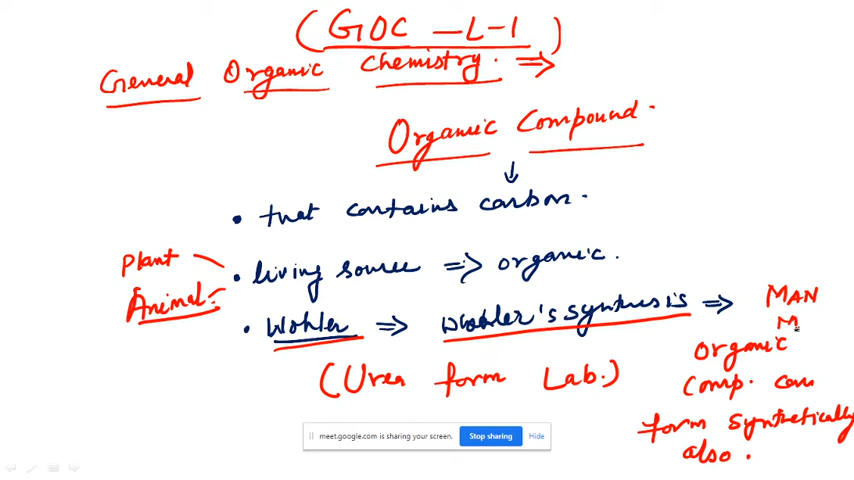 (GOC - L-1)
General Organic Chemistry. ⇒
Organic Compound.
↓
• that contains carbon.
Plant
• living source ⇒ organic.
Animal
• Wohler ⇒ Wohler's synthesis ⇒ MAN
M
Organic
(Urea form Lab.)
Comp. can
form synthetically
also.
meet.google.com is sharing your screen. Stop sharing Hide